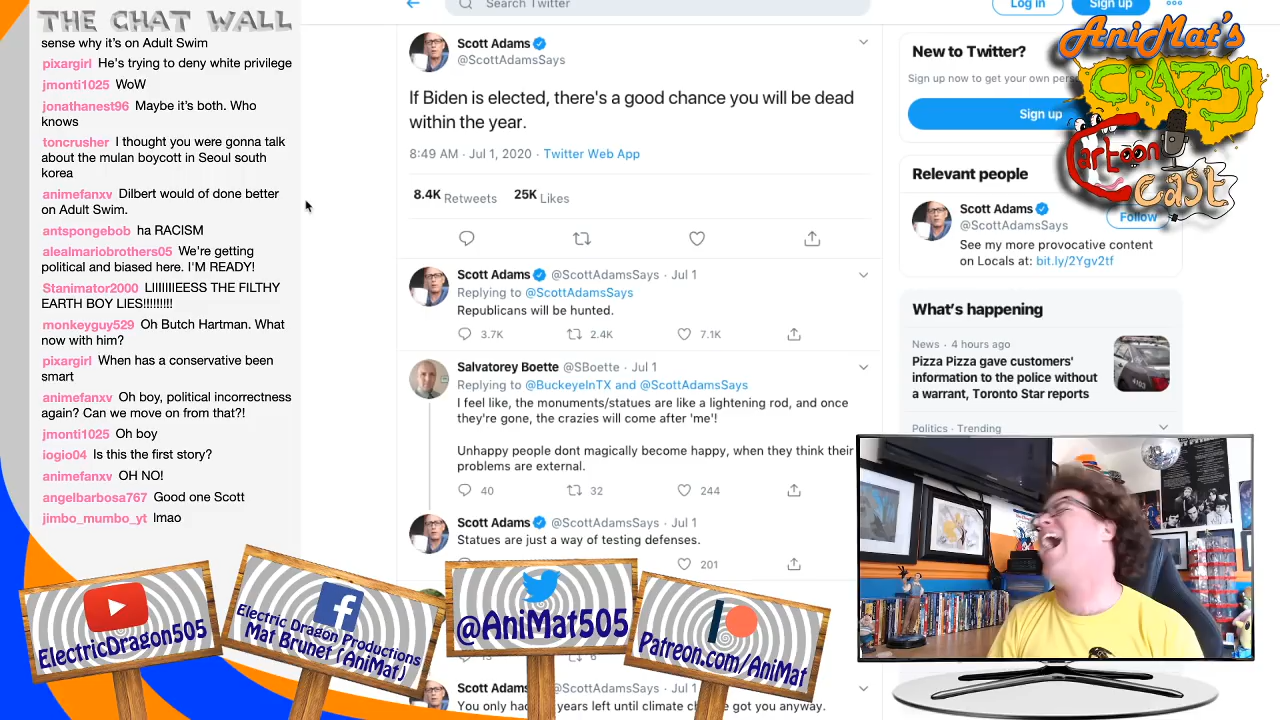 THE CHAT WALL
sense why it's on Adult Swim
pixargirl He's trying to deny white privilege
jmonti1025 WoW
jonathanest96 Maybe it's both. Who
knows
toncrusher I thought you were gonna talk
about the mulan boycott in Seoul south
korea
animefanxv Dilbert would of done better
on Adult Swim.
antspongebob ha RACISM
alealmariobrothers05 We're getting
political and biased here. I'M READY!
Stanimator2000 LIIIIIIIEESS THE FILTHY
EARTH BOY LIES!!!!!!!!!
monkeyguy529 Oh Butch Hartman. What
now with him?
pixargirl When has a conservative been
smart
animefanxv Oh boy, political incorrectness
again? Can we move on from that?!
jmonti1025 Oh boy
iogio04 Is this the first story?
animefanxv OH NO!
angelbarbosa767 Good one Scott
jimbo_mumbo_yt lmao
Search Twitter
Scott Adams
@ScottAdamsSays
If Biden is elected, there's a good chance you will be dead
within the year.
8:49 AM · Jul 1, 2020 · Twitter Web App
8.4K Retweets 25K Likes
Scott Adams @ScottAdamsSays · Jul 1
Replying to @ScottAdamsSays
Republicans will be hunted.
3.7K 2.4K 7.1K
Salvatorey Boette @SBoette · Jul 1
Replying to @BuckeyeInTX and @ScottAdamsSays
I feel like, the monuments/statues are like a lightening rod, and once
they're gone, the crazies will come after 'me'!
Unhappy people dont magically become happy, when they think their
problems are external.
40 32 244
Scott Adams @ScottAdamsSays · Jul 1
Statues are just a way of testing defenses.
201
@ScottAdamsSays · Jul 1
years left until climate got you anyway.
Log in Sign up
New to Twitter?
Sign up now to get your own
Sign up
Relevant people
Scott Adams
@ScottAdamsSays
Follow
See my more provocative content
on Locals at: bit.ly/2Ygv2tf
What's happening
News · 4 hours ago
Pizza Pizza gave customers'
information to the police without
a warrant, Toronto Star reports
Politics · Trending
AniMat's
CRAZY
Cartoon
Cast
ElectricDragon505
Electric Dragon Productions
Mat Brunet (AniMat)
@AniMat505
Patreon.com/AniMat